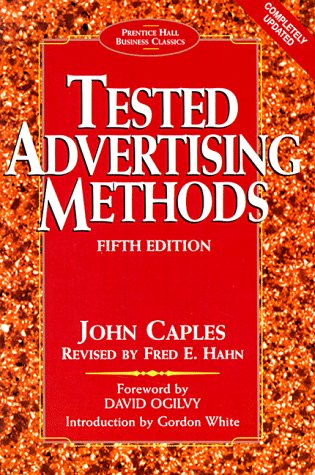 PRENTICE HALL
BUSINESS CLASSICS
COMPLETELY
UPDATED
TESTED
ADVERTISING
METHODS
FIFTH EDITION
JOHN CAPLES
REVISED BY FRED E. HAHN
Foreword by
DAVID OGILVY
Introduction by Gordon White